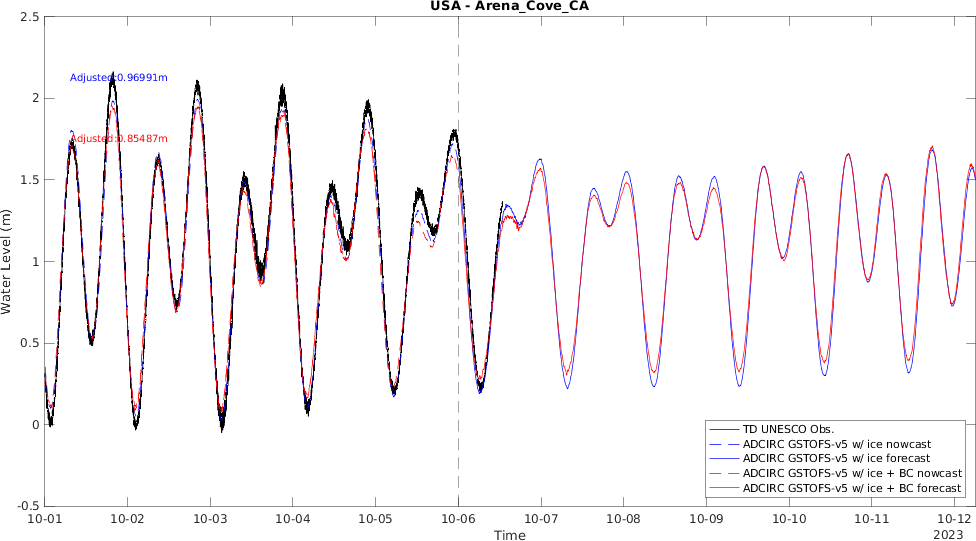 USA - Arena_Cove_CA
2.5
2
1.5
1
0.5
0
-0.5
Water Level (m)
Adjusted:0.96991m
Adjusted:0.85487m
TD UNESCO Obs.
ADCIRC GSTOFS-v5 w/ ice nowcast
ADCIRC GSTOFS-v5 w/ ice forecast
ADCIRC GSTOFS-v5 w/ ice + BC nowcast
ADCIRC GSTOFS-v5 w/ ice + BC forecast
10-01 10-02 10-03 10-04 10-05 10-06 10-07 10-08 10-09 10-10 10-11 10-12
Time
2023